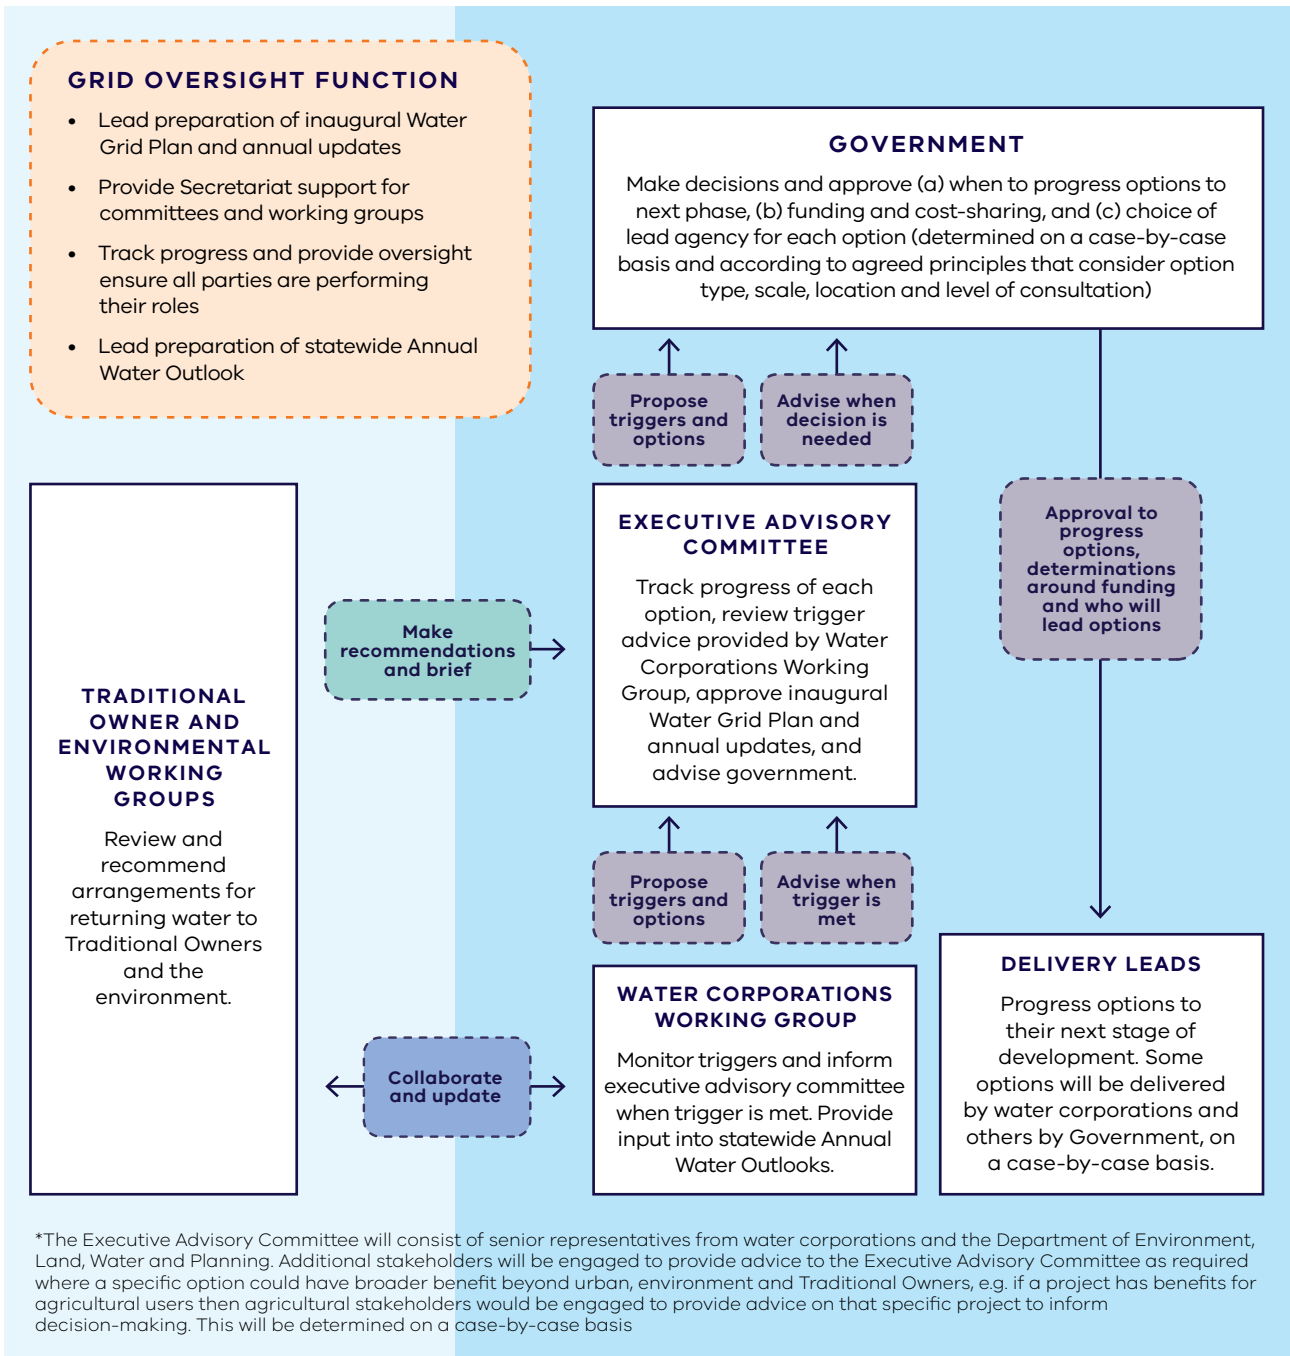 GRID OVERSIGHT FUNCTION
• Lead preparation of inaugural Water
Grid Plan and annual updates
• Provide Secretariat support for
committees and working groups
• Track progress and provide oversight
ensure all parties are performing
their roles
• Lead preparation of statewide Annual
Water Outlook
GOVERNMENT
Make decisions and approve (a) when to progress options to
next phase, (b) funding and cost-sharing, and (c) choice of
lead agency for each option (determined on a case-by-case
basis and according to agreed principles that consider option
type, scale, location and level of consultation)
Propose
triggers and
options
Advise when
decision is
needed
Approval to
progress
options,
determinations
around funding
and who will
lead options
EXECUTIVE ADVISORY
COMMITTEE
Track progress of each
option, review trigger
advice provided by Water
Corporations Working
Group, approve inaugural
Water Grid Plan and
annual updates, and
advise government.
Make
recommendations
and brief
TRADITIONAL
OWNER AND
ENVIRONMENTAL
WORKING
GROUPS
Review and
recommend
arrangements for
returning water to
Traditional Owners
and the
environment.
Propose
triggers and
options
Advise when
trigger is
met
Collaborate
and update
WATER CORPORATIONS
WORKING GROUP
Monitor triggers and inform
executive advisory committee
when trigger is met. Provide
input into statewide Annual
Water Outlooks.
DELIVERY LEADS
Progress options to
their next stage of
development. Some
options will be delivered
by water corporations and
others by Government, on
a case-by-case basis.
*The Executive Advisory Committee will consist of senior representatives from water corporations and the Department of Environment,
Land, Water and Planning. Additional stakeholders will be engaged to provide advice to the Executive Advisory Committee as required
where a specific option could have broader benefit beyond urban, environment and Traditional Owners, e.g. if a project has benefits for
agricultural users then agricultural stakeholders would be engaged to provide advice on that specific project to inform
decision-making. This will be determined on a case-by-case basis